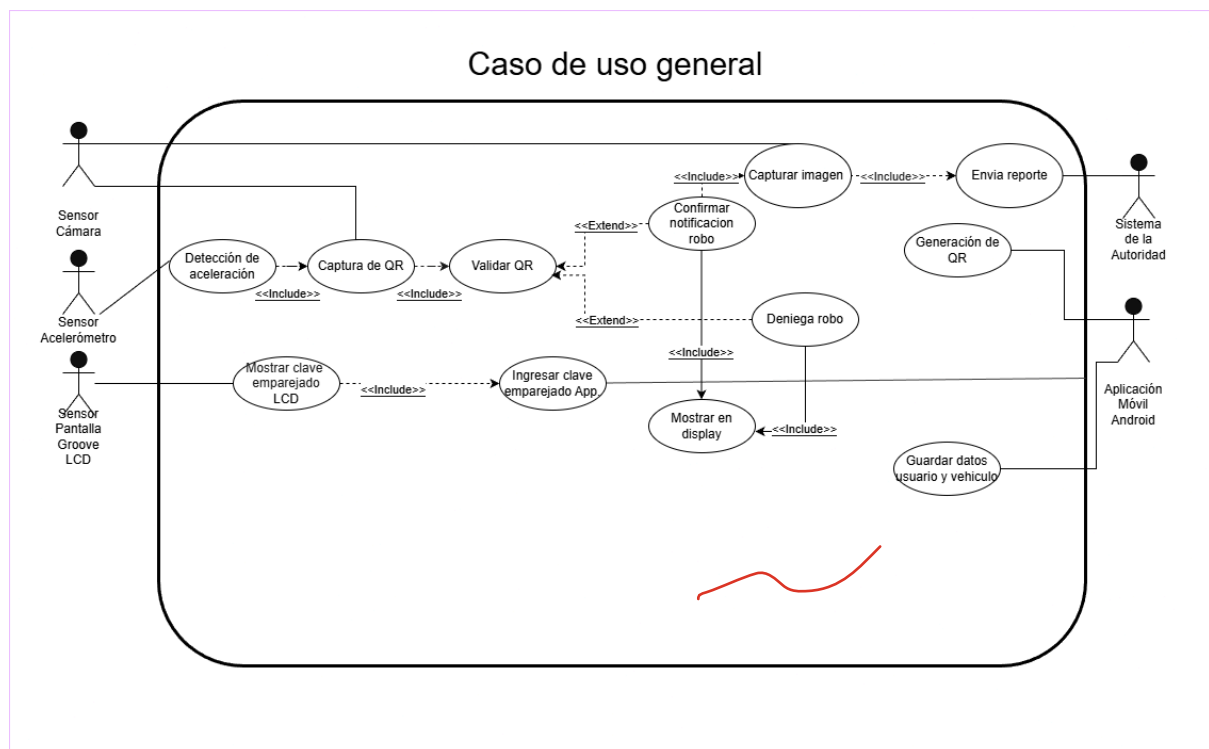 Caso de uso general
Sensor
Cámara
Sensor
Acelerómetro
Sensor
Pantalla
Groove
LCD
Detección de
aceleración
<<Include>>
Captura de QR
<<Include>>
Validar QR
<<Extend>>
<<Extend>>
Confirmar
notificacion
robo
<<Include>>
Capturar imagen
<<Include>>
Envia reporte
Generación de
QR
Deniega robo
<<Include>>
<<Include>>
Mostrar en
display
Mostrar clave
emparejado
LCD
<<Include>>
Ingresar clave
emparejado App.
Guardar datos
usuario y vehiculo
Sistema
de la
Autoridad
Aplicación
Móvil
Android